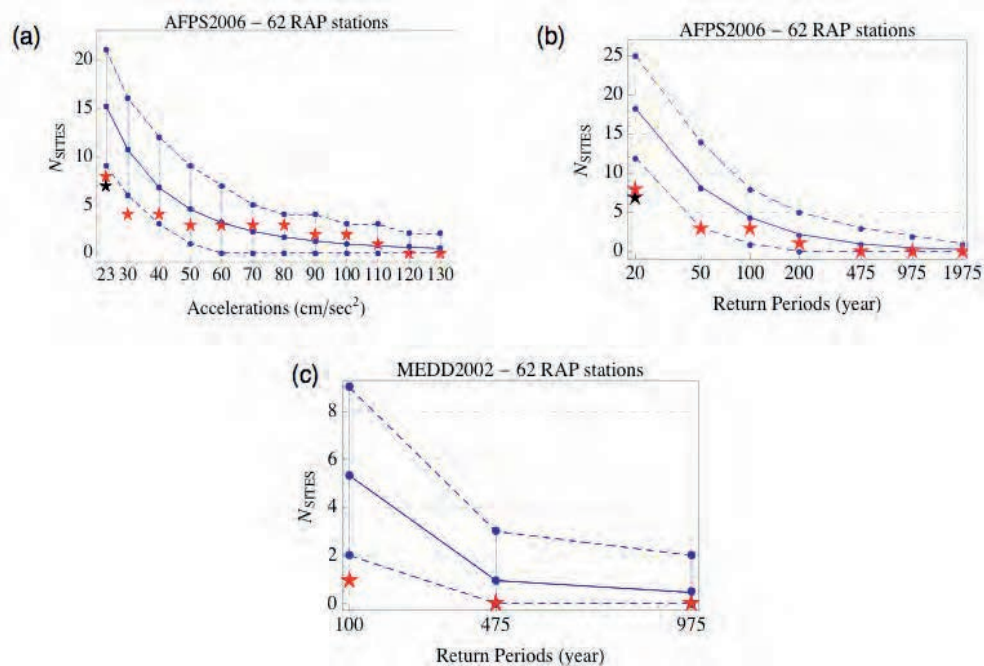 (a)
AFPS2006 – 62 RAP stations
20
15
10
5
0
N_SITES
23 30 40 50 60 70 80 90 100 110 120 130
Accelerations (cm/sec²)
(b)
AFPS2006 – 62 RAP stations
25
20
15
10
5
0
N_SITES
20 50 100 200 475 975 1975
Return Periods (year)
(c)
MEDD2002 – 62 RAP stations
8
6
4
2
0
N_SITES
100 475 975
Return Periods (year)